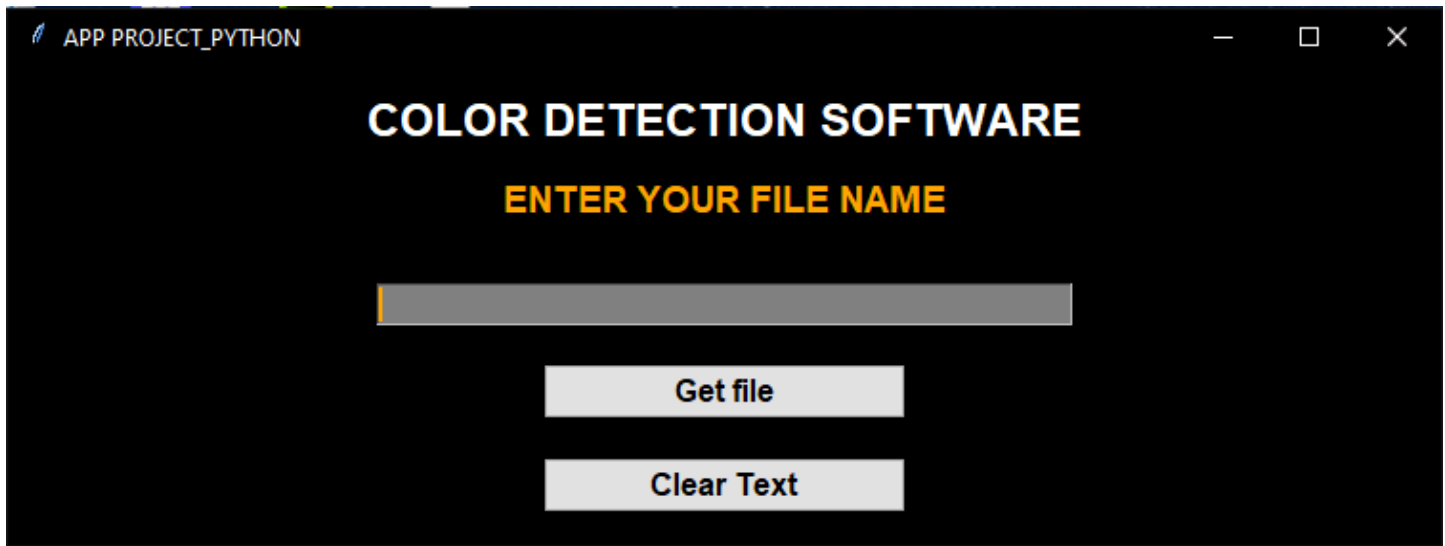 APP PROJECT_PYTHON
COLOR DETECTION SOFTWARE
ENTER YOUR FILE NAME
Get file
Clear Text